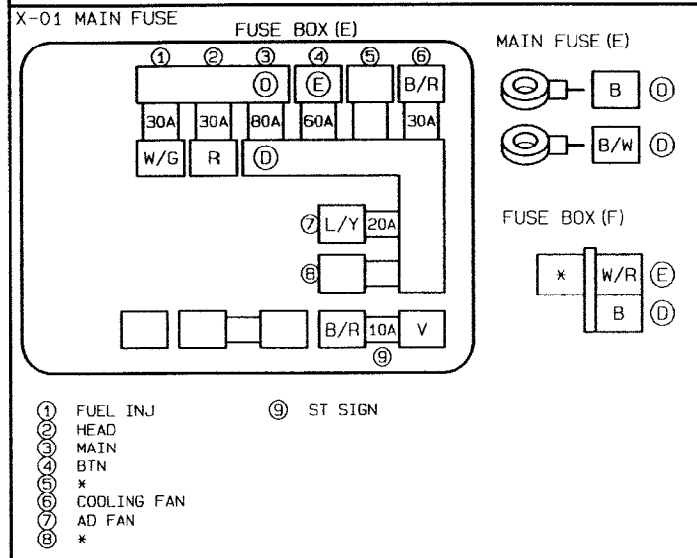 X-01 MAIN FUSE
FUSE BOX (E)
① ② ③ ④ ⑤ ⑥
Ⓞ Ⓔ B/R
30A 30A 80A 60A 30A
W/G R Ⓓ
⑦ L/Y 20A
⑧
B/R 10A V
⑨
MAIN FUSE (E)
B Ⓞ
B/W Ⓓ
FUSE BOX (F)
* W/R Ⓔ
B Ⓓ
① FUEL INJ
② HEAD
③ MAIN
④ BTN
⑤ *
⑥ COOLING FAN
⑦ AD FAN
⑧ *
⑨ ST SIGN